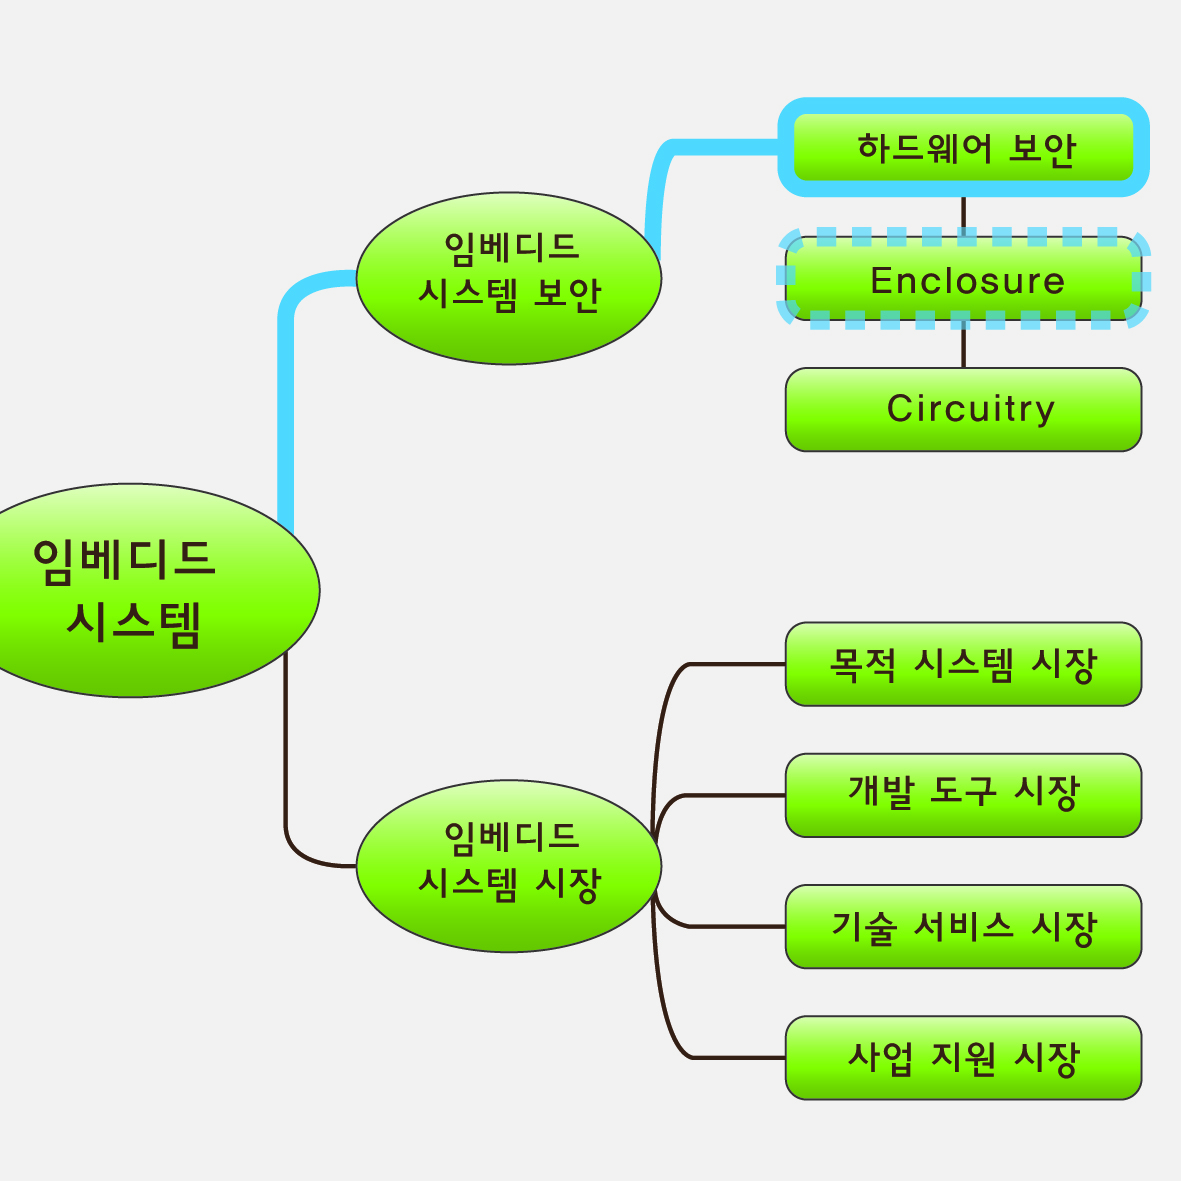 임베디드
시스템
임베디드
시스템 보안
하드웨어 보안
Enclosure
Circuitry
임베디드
시스템 시장
목적 시스템 시장
개발 도구 시장
기술 서비스 시장
사업 지원 시장